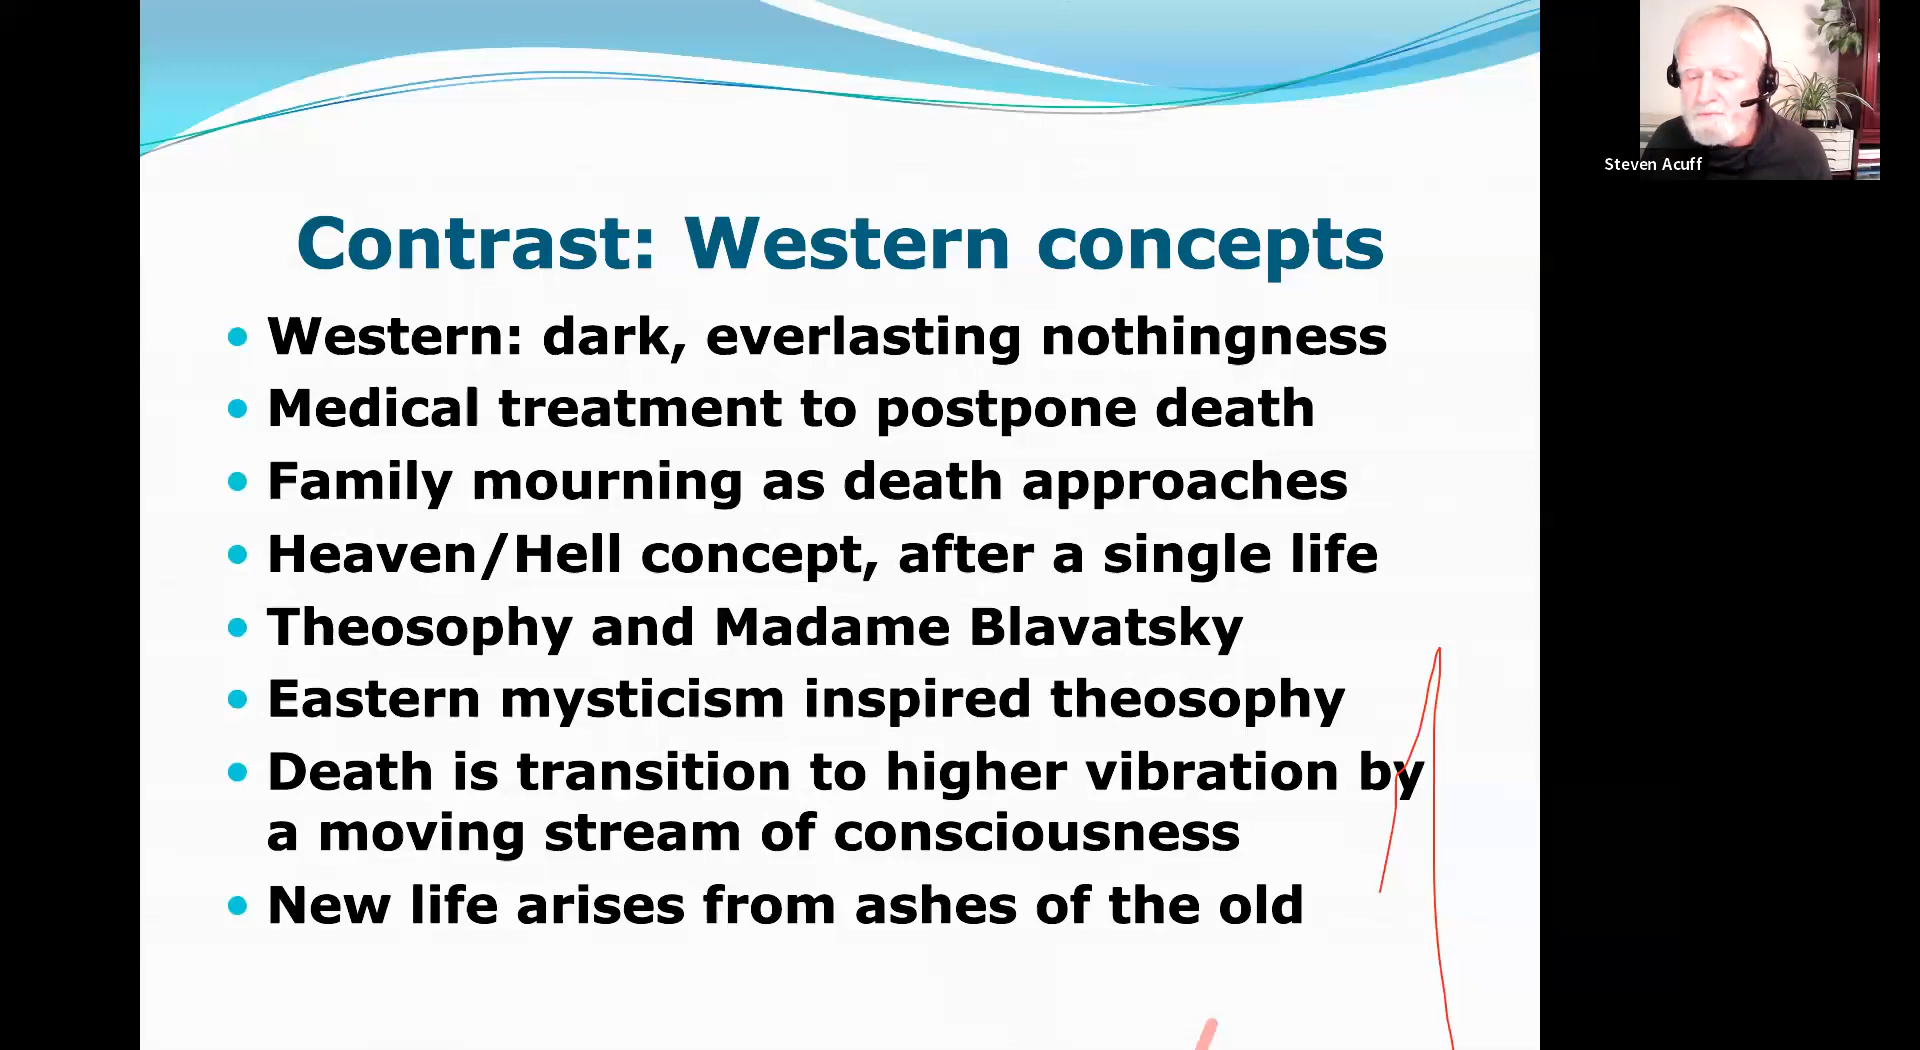 Steven Acuff
Contrast: Western concepts
• Western: dark, everlasting nothingness
• Medical treatment to postpone death
• Family mourning as death approaches
• Heaven/Hell concept, after a single life
• Theosophy and Madame Blavatsky
• Eastern mysticism inspired theosophy
• Death is transition to higher vibration by
a moving stream of consciousness
• New life arises from ashes of the old